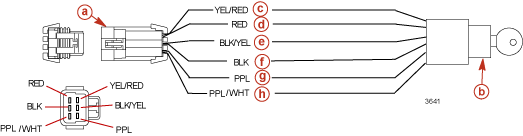 a
YEL/RED c
RED d
BLK/YEL e
BLK f
PPL g
PPL/WHT h
3641
b
RED YEL/RED
BLK BLK/YEL
PPL/WHT PPL